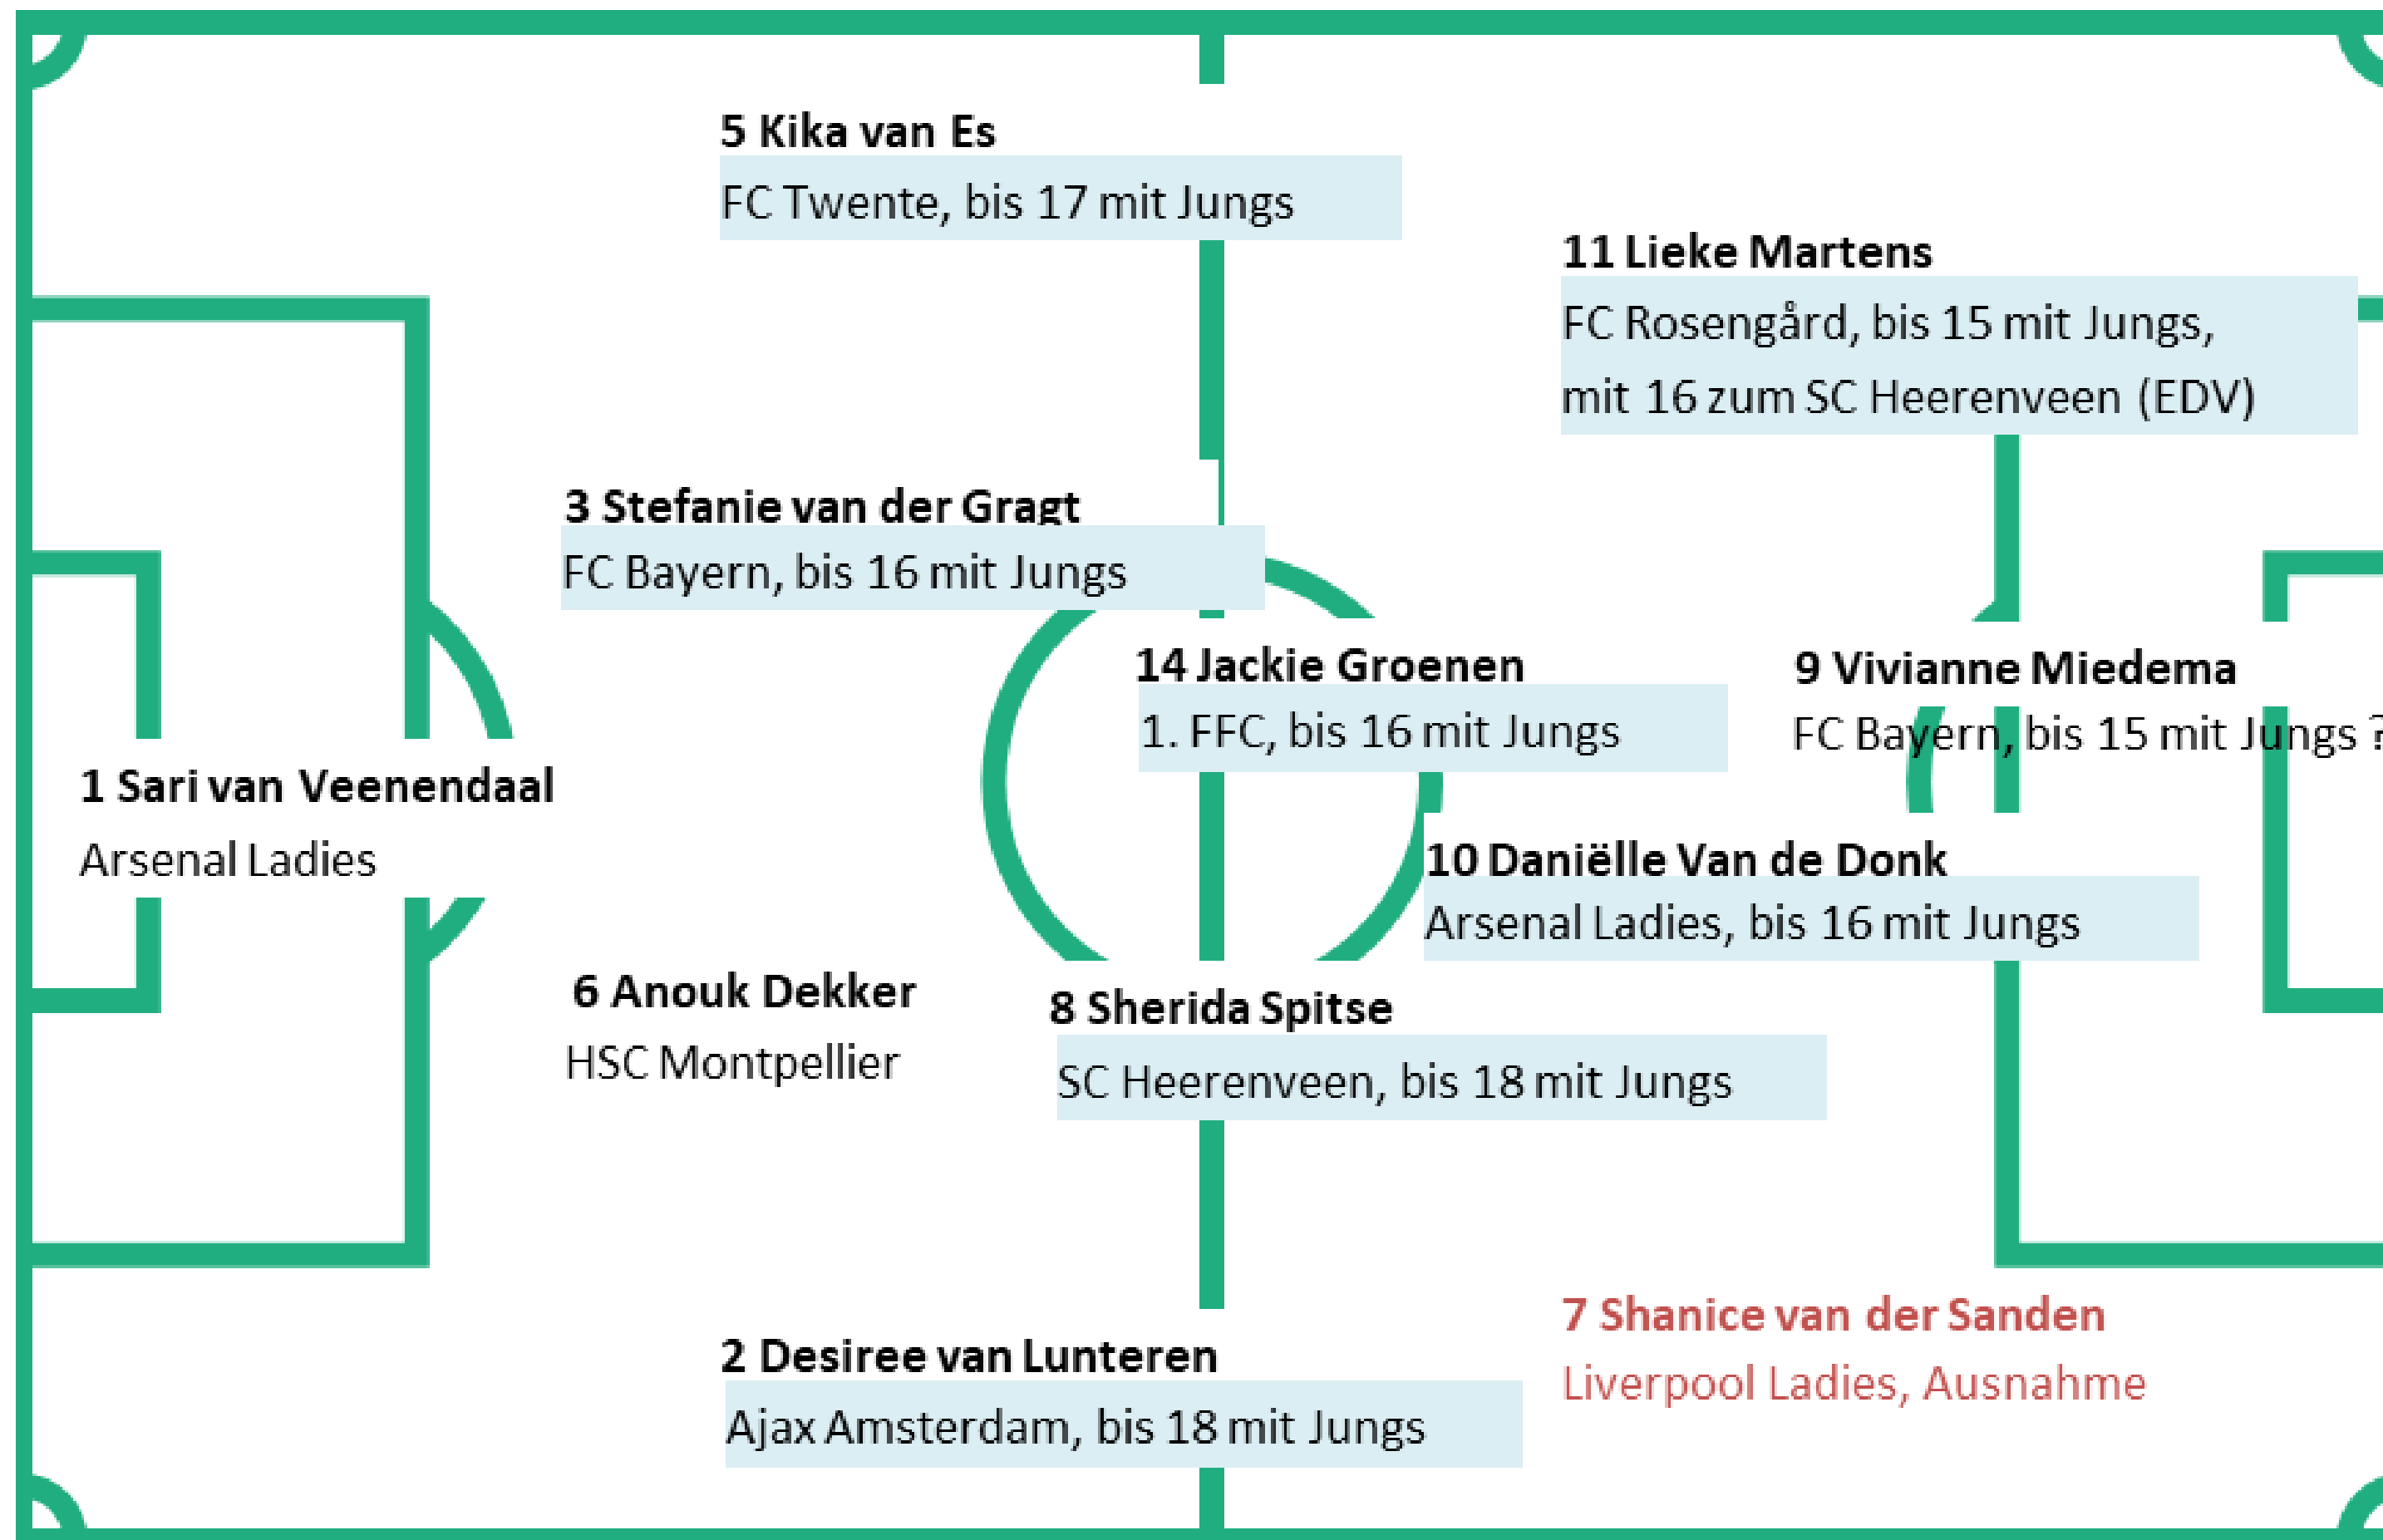 5 Kika van Es
FC Twente, bis 17 mit Jungs
11 Lieke Martens
FC Rosengård, bis 15 mit Jungs,
mit 16 zum SC Heerenveen (EDV)
3 Stefanie van der Gragt
FC Bayern, bis 16 mit Jungs
14 Jackie Groenen
1. FFC, bis 16 mit Jungs
9 Vivianne Miedema
FC Bayern, bis 15 mit Jungs ?
1 Sari van Veenendaal
Arsenal Ladies
10 Daniëlle Van de Donk
Arsenal Ladies, bis 16 mit Jungs
6 Anouk Dekker
HSC Montpellier
8 Sherida Spitse
SC Heerenveen, bis 18 mit Jungs
7 Shanice van der Sanden
Liverpool Ladies, Ausnahme
2 Desiree van Lunteren
Ajax Amsterdam, bis 18 mit Jungs